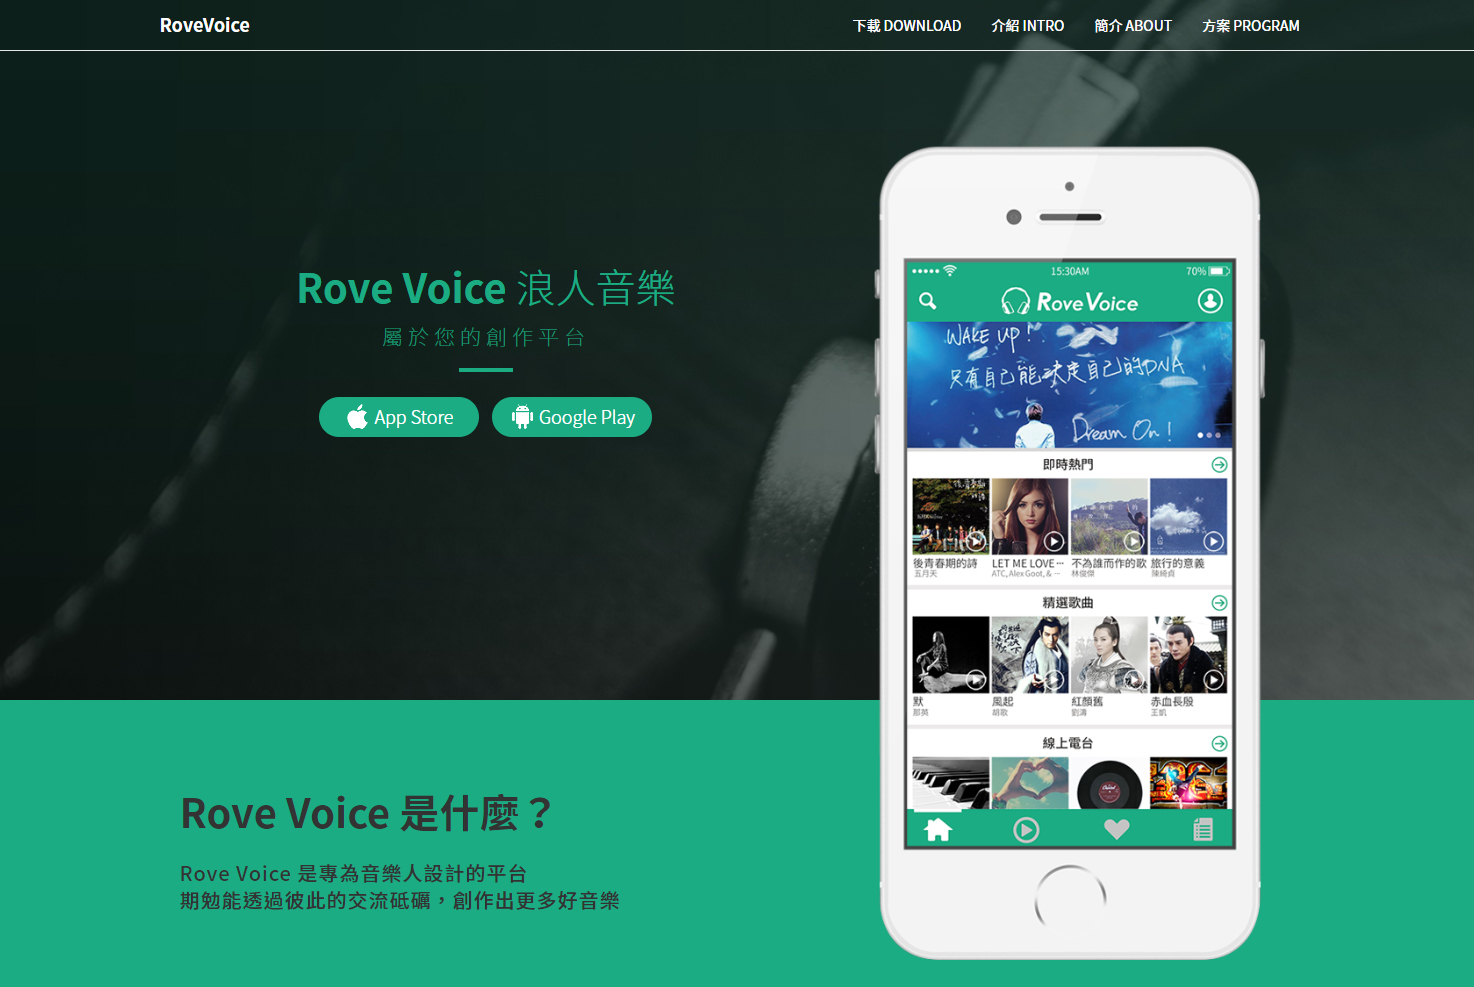 RoveVoice
下載 DOWNLOAD
介紹 INTRO
簡介 ABOUT
方案 PROGRAM
Rove Voice 浪人音樂
屬於您的創作平台
App Store
Google Play
15:30AM
70%
Rove Voice
WAKE UP!
只有自己能決定自己的DNA
Dream On!
即時熱門
後青春期的詩
五月天
LET ME LOVE…
ATC, Alex Goot, & …
不為誰而作的歌
林俊傑
旅行的意義
陳綺貞
精選歌曲
默
那英
風起
胡歌
紅顏舊
劉濤
赤血長殷
王凱
線上電台
Rove Voice 是什麼？
Rove Voice 是專為音樂人設計的平台
期勉能透過彼此的交流砥礪，創作出更多好音樂